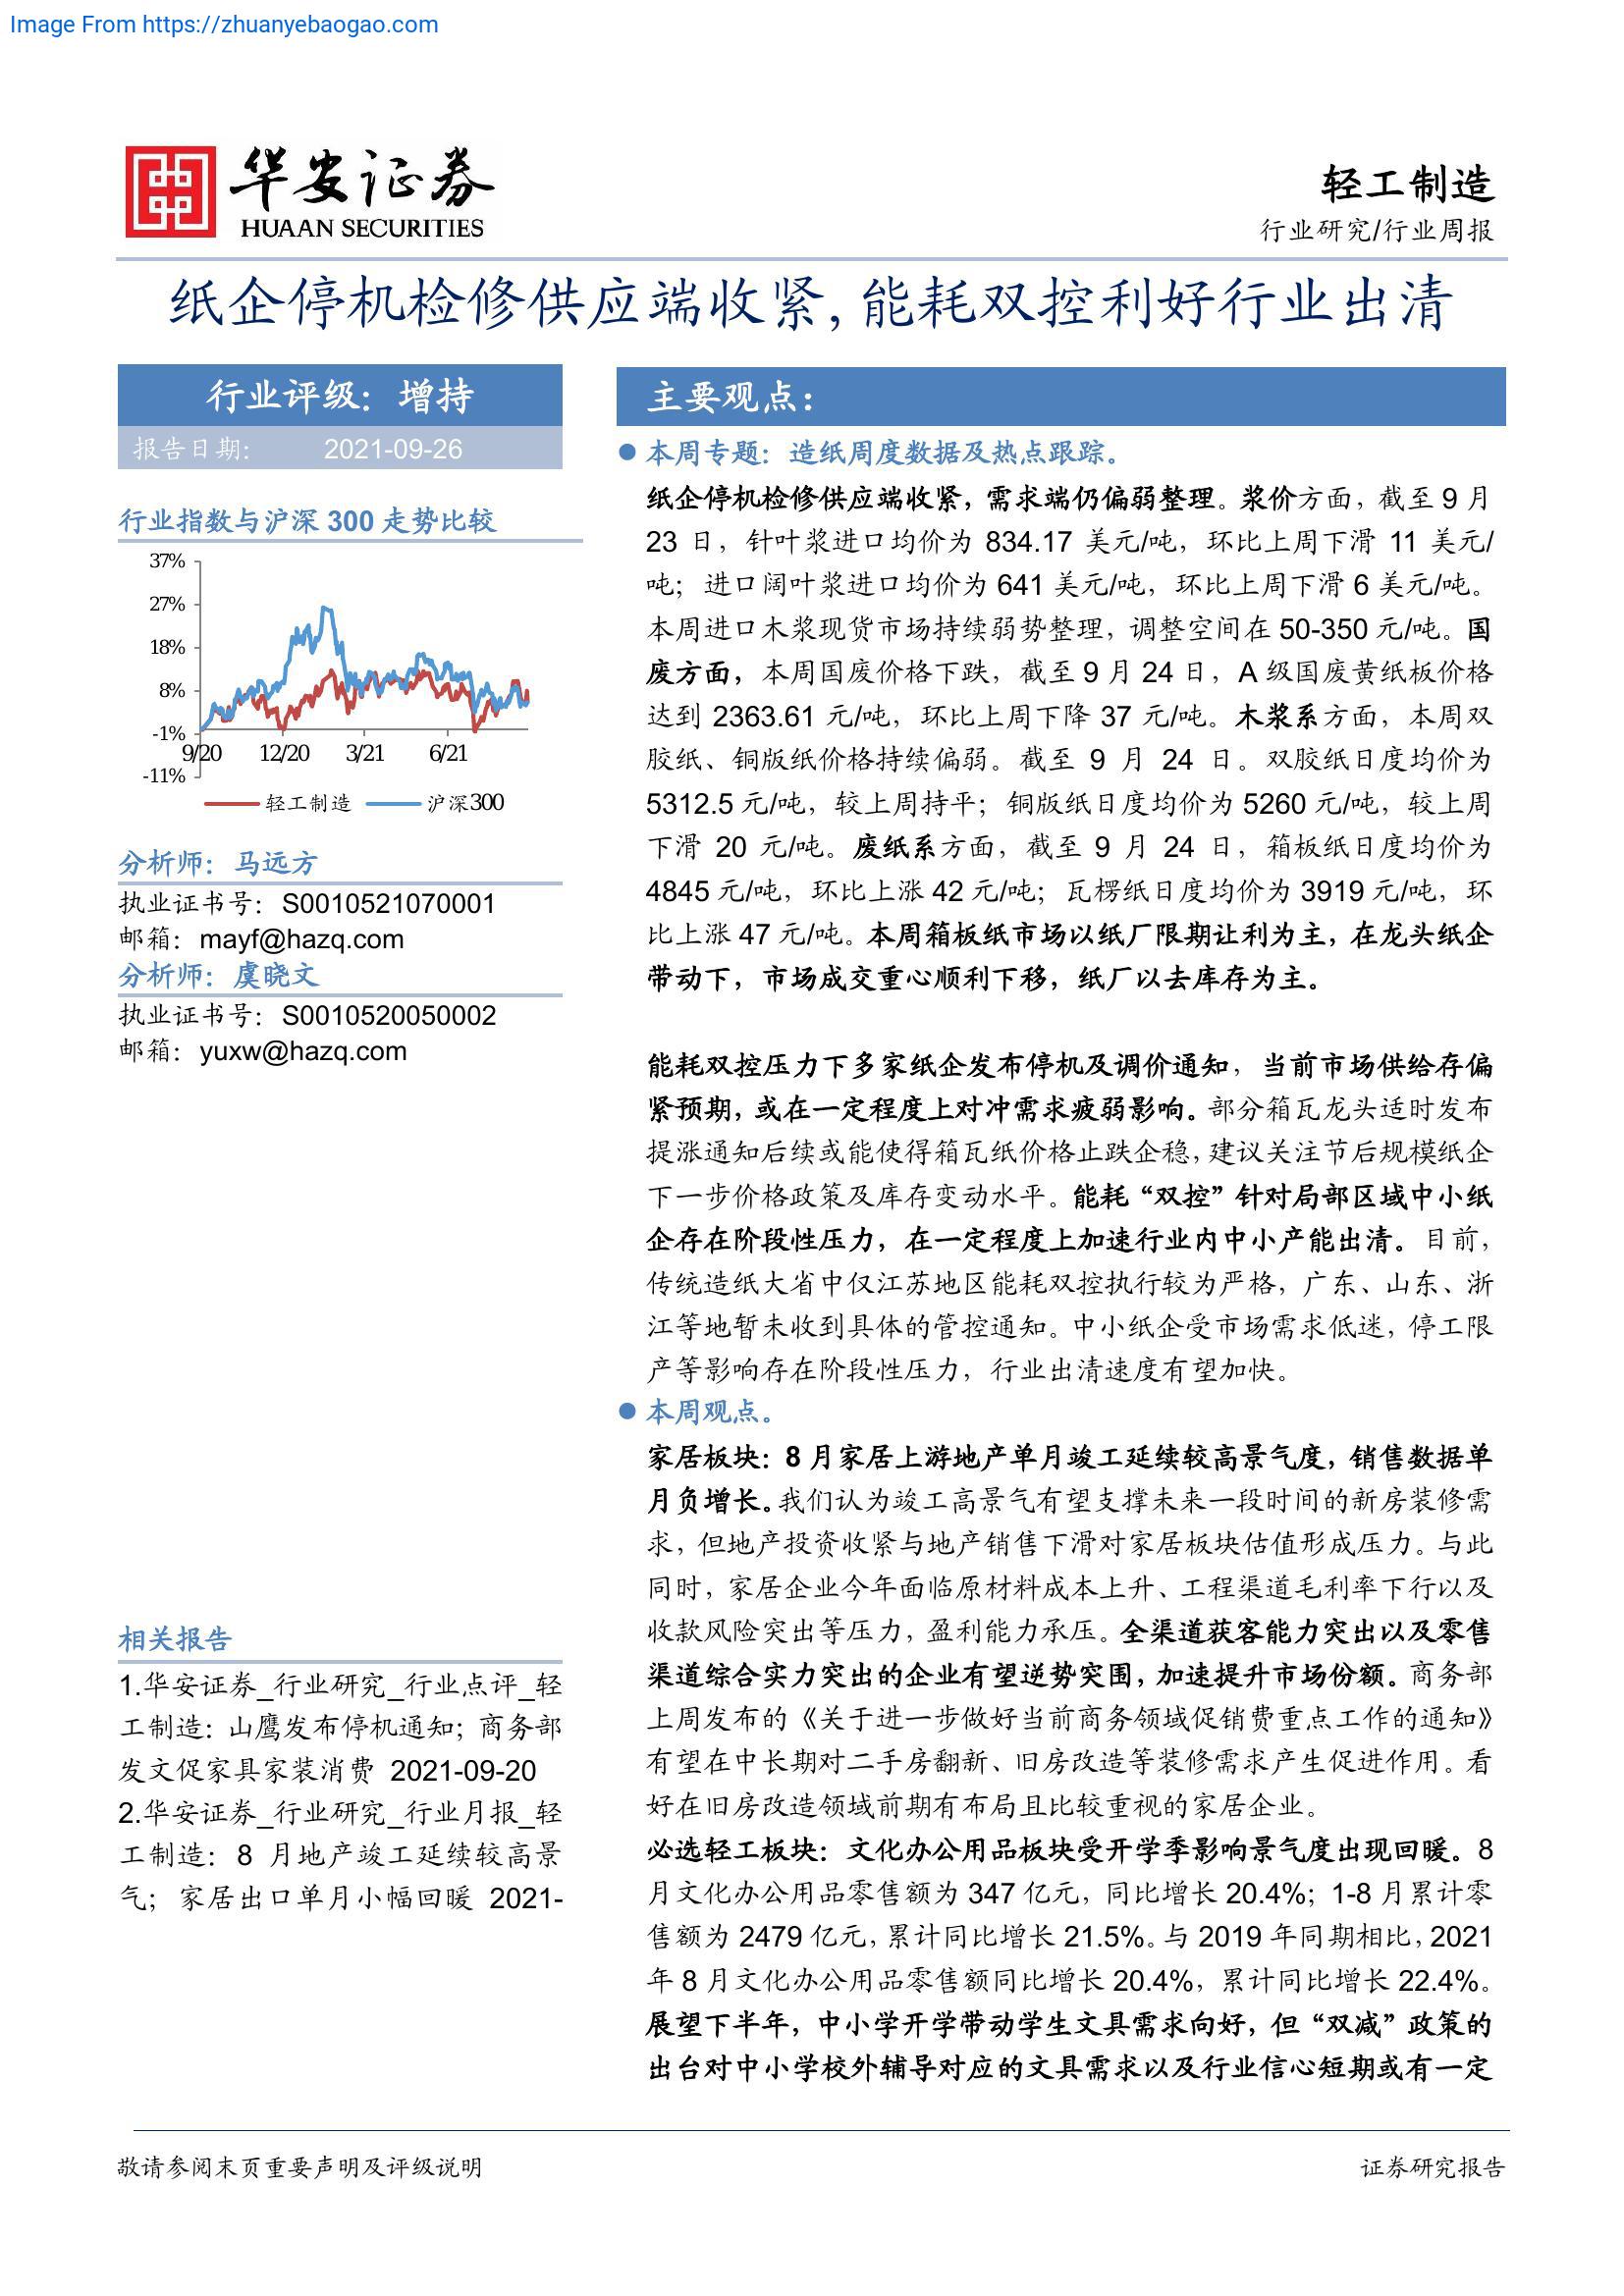 Image From https://zhuanyebaogao.com
华安证券
HUAAN SECURITIES
轻工制造
行业研究/行业周报
纸企停机检修供应端收紧,能耗双控利好行业出清
行业评级：增持
报告日期： 2021-09-26
行业指数与沪深 300 走势比较
37%
27%
18%
8%
-1%
-11%
9/20 12/20 3/21 6/21
轻工制造 沪深300
分析师：马远方
执业证书号：S0010521070001
邮箱：mayf@hazq.com
分析师：虞晓文
执业证书号：S0010520050002
邮箱：yuxw@hazq.com
相关报告
1.华安证券_行业研究_行业点评_轻
工制造：山鹰发布停机通知；商务部
发文促家具家装消费 2021-09-20
2.华安证券_行业研究_行业月报_轻
工制造：8 月地产竣工延续较高景
气；家居出口单月小幅回暖 2021-
主要观点：
本周专题：造纸周度数据及热点跟踪。
纸企停机检修供应端收紧，需求端仍偏弱整理。浆价方面，截至 9 月
23 日，针叶浆进口均价为 834.17 美元/吨，环比上周下滑 11 美元/
吨；进口阔叶浆进口均价为 641 美元/吨，环比上周下滑 6 美元/吨。
本周进口木浆现货市场持续弱势整理，调整空间在 50-350 元/吨。国
废方面，本周国废价格下跌，截至 9 月 24 日，A 级国废黄纸板价格
达到 2363.61 元/吨，环比上周下降 37 元/吨。木浆系方面，本周双
胶纸、铜版纸价格持续偏弱。截至 9 月 24 日。双胶纸日度均价为
5312.5 元/吨，较上周持平；铜版纸日度均价为 5260 元/吨，较上周
下滑 20 元/吨。废纸系方面，截至 9 月 24 日，箱板纸日度均价为
4845 元/吨，环比上涨 42 元/吨；瓦楞纸日度均价为 3919 元/吨，环
比上涨 47 元/吨。本周箱板纸市场以纸厂限期让利为主，在龙头纸企
带动下，市场成交重心顺利下移，纸厂以去库存为主。
能耗双控压力下多家纸企发布停机及调价通知，当前市场供给存偏
紧预期，或在一定程度上对冲需求疲弱影响。部分箱瓦龙头适时发布
提涨通知后续或能使得箱瓦纸价格止跌企稳，建议关注节后规模纸企
下一步价格政策及库存变动水平。能耗“双控”针对局部区域中小纸
企存在阶段性压力，在一定程度上加速行业内中小产能出清。目前，
传统造纸大省中仅江苏地区能耗双控执行较为严格，广东、山东、浙
江等地暂未收到具体的管控通知。中小纸企受市场需求低迷，停工限
产等影响存在阶段性压力，行业出清速度有望加快。
本周观点。
家居板块：8 月家居上游地产单月竣工延续较高景气度，销售数据单
月负增长。我们认为竣工高景气有望支撑未来一段时间的新房装修需
求，但地产投资收紧与地产销售下滑对家居板块估值形成压力。与此
同时，家居企业今年面临原材料成本上升、工程渠道毛利率下行以及
收款风险突出等压力，盈利能力承压。全渠道获客能力突出以及零售
渠道综合实力突出的企业有望逆势突围，加速提升市场份额。商务部
上周发布的《关于进一步做好当前商务领域促销费重点工作的通知》
有望在中长期对二手房翻新、旧房改造等装修需求产生促进作用。看
好在旧房改造领域前期有布局且比较重视的家居企业。
必选轻工板块：文化办公用品板块受开学季影响景气度出现回暖。8
月文化办公用品零售额为 347 亿元，同比增长 20.4%；1-8 月累计零
售额为 2479 亿元，累计同比增长 21.5%。与 2019 年同期相比，2021
年 8 月文化办公用品零售额同比增长 20.4%，累计同比增长 22.4%。
展望下半年，中小学开学带动学生文具需求向好，但“双减”政策的
出台对中小学校外辅导对应的文具需求以及行业信心短期或有一定
敬请参阅末页重要声明及评级说明
证券研究报告